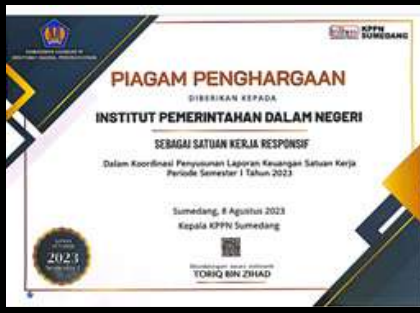 KPPN
SUMEDANG
PIAGAM PENGHARGAAN
DIBERIKAN KEPADA
INSTITUT PEMERINTAHAN DALAM NEGERI
SEBAGAI SATUAN KERJA RESPONSIF
Dalam Koordinasi Penyusunan Laporan Keuangan Satuan Kerja
Periode Semester I Tahun 2023
Sumedang, 8 Agustus 2023
Kepala KPPN Sumedang
TORIQ BIN ZIHAD
2023